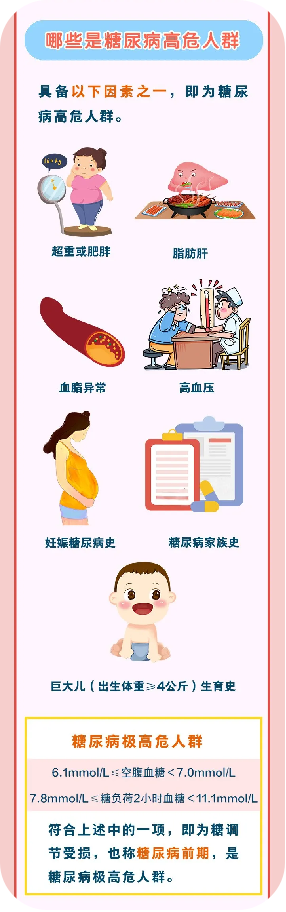 哪些是糖尿病高危人群
具备以下因素之一，即为糖尿
病高危人群。
超重或肥胖
脂肪肝
血脂异常
高血压
妊娠糖尿病史
糖尿病家族史
巨大儿（出生体重≥4公斤）生育史
糖尿病极高危人群
6.1mmol/L≤空腹血糖＜7.0mmol/L
7.8mmol/L≤糖负荷2小时血糖＜11.1mmol/L
符合上述中的一项，即为糖调
节受损，也称糖尿病前期，是
糖尿病极高危人群。